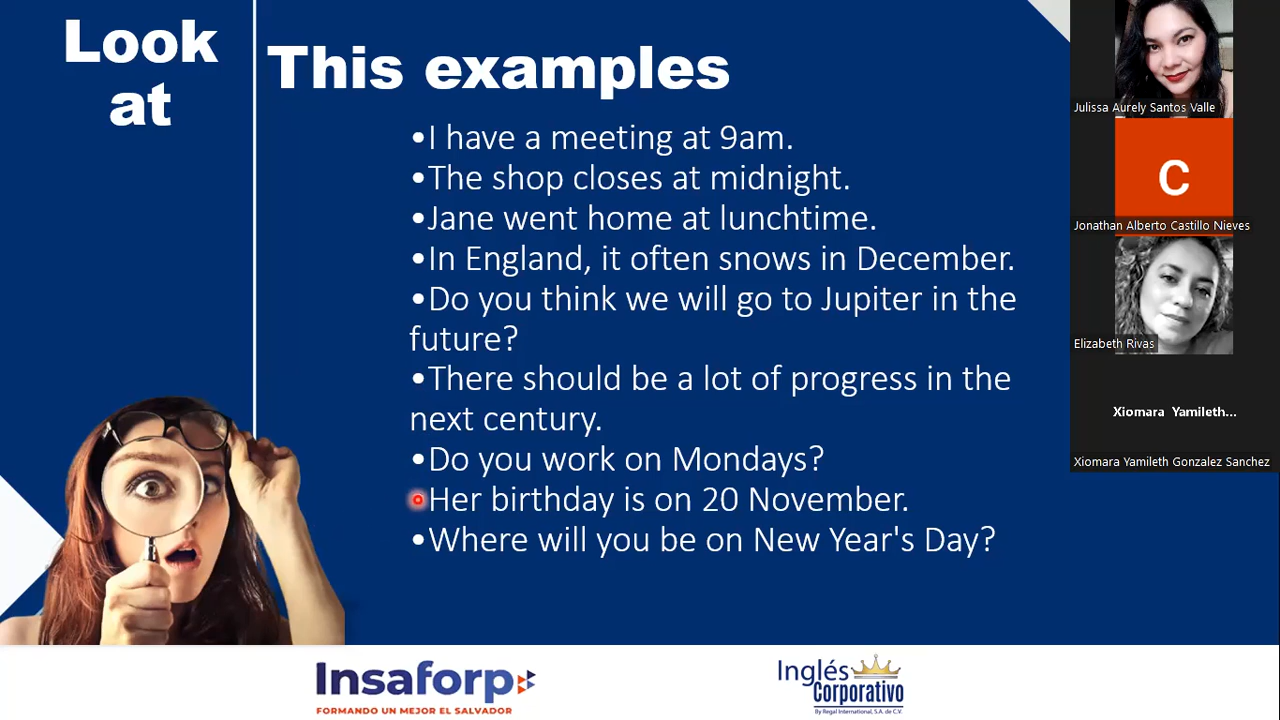 Look
at
This examples
•I have a meeting at 9am.
•The shop closes at midnight.
•Jane went home at lunchtime.
•In England, it often snows in December.
•Do you think we will go to Jupiter in the
future?
•There should be a lot of progress in the
next century.
•Do you work on Mondays?
•Her birthday is on 20 November.
•Where will you be on New Year's Day?
Insaforp
FORMANDO UN MEJOR EL SALVADOR
Inglés
Corporativo
By Regal International, S.A. de C.V.
Julissa Aurely Santos Valle
C
Jonathan Alberto Castillo Nieves
Elizabeth Rivas
Xiomara Yamileth...
Xiomara Yamileth Gonzalez Sanchez